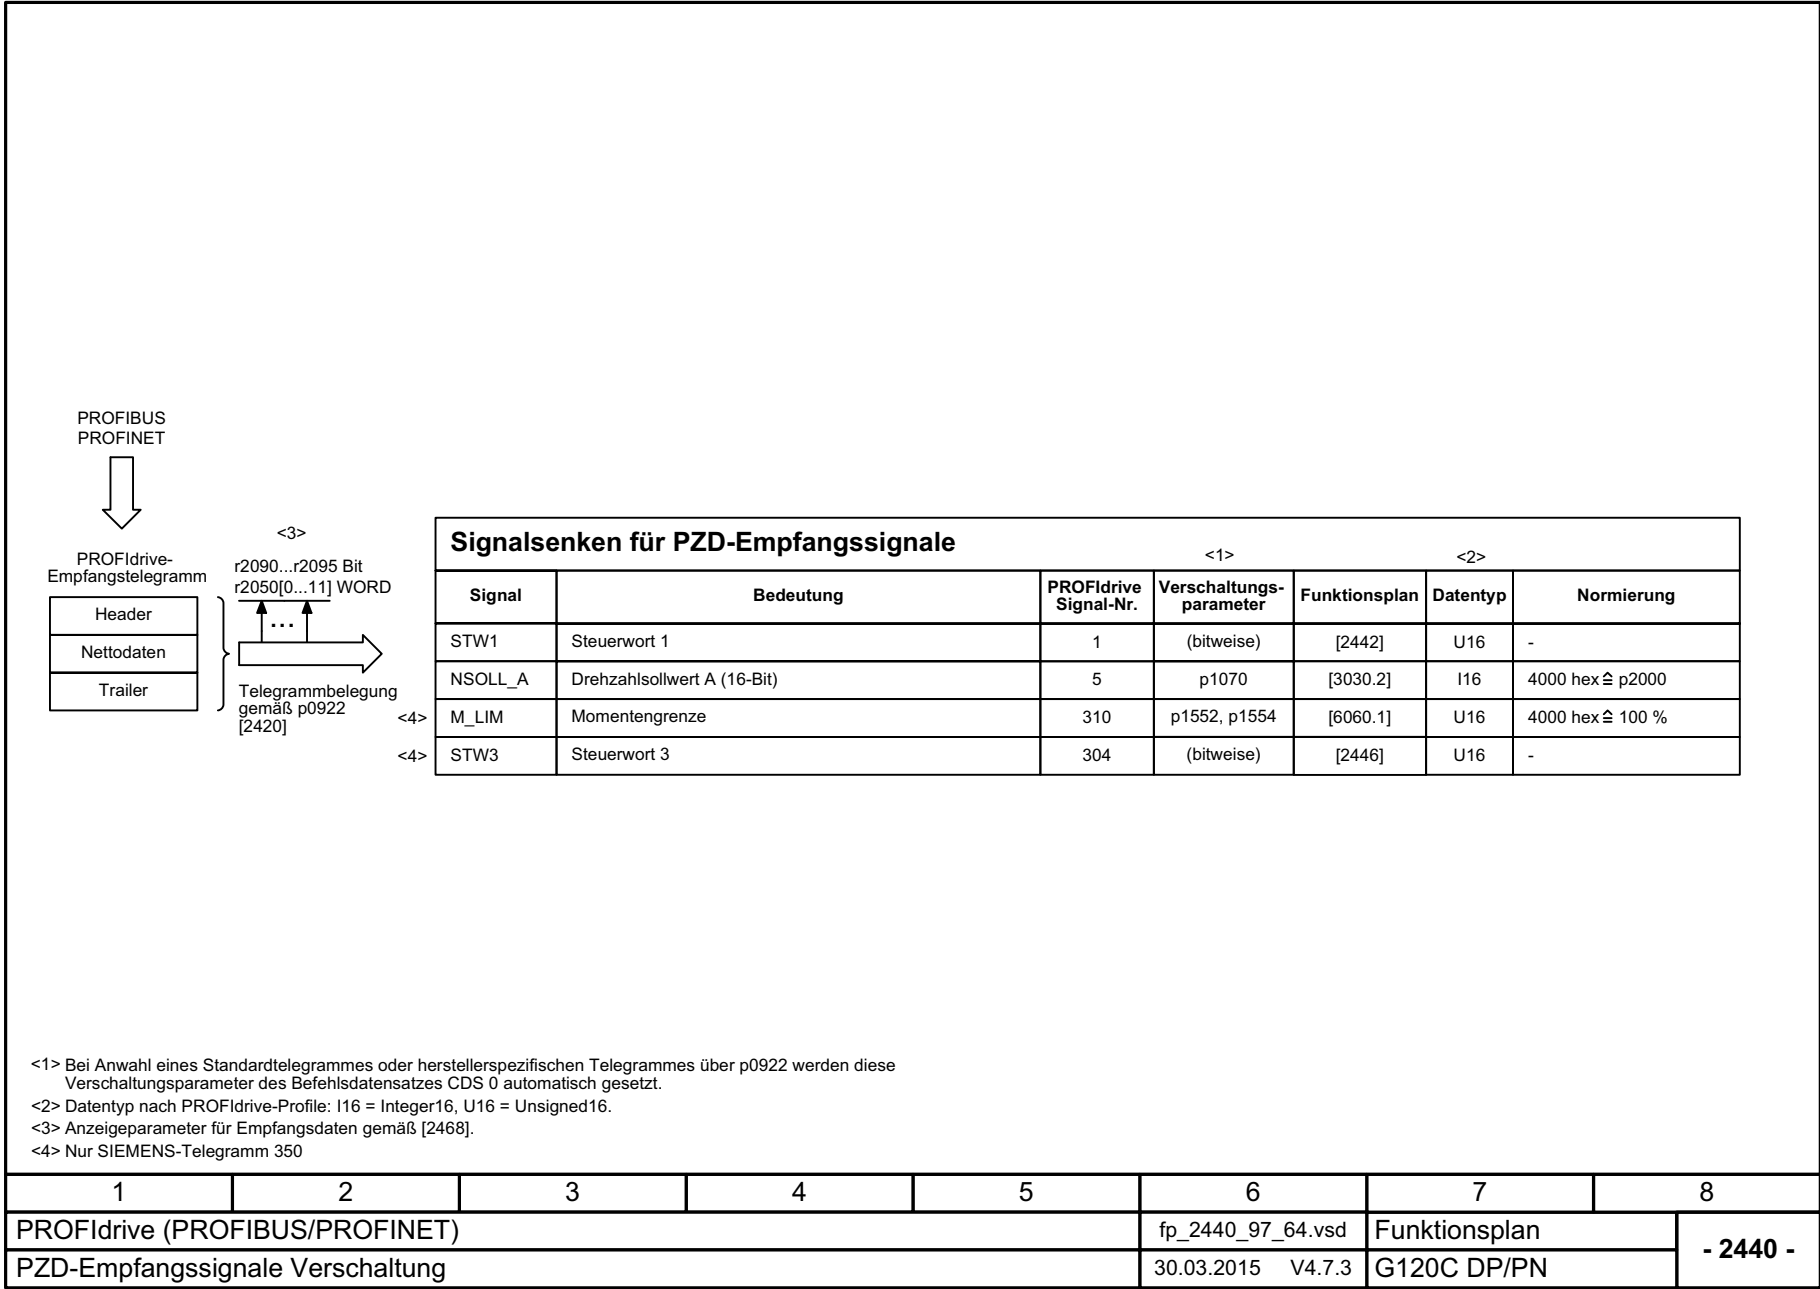 PROFIBUS
PROFINET
PROFIdrive-
Empfangstelegramm
Header
Nettodaten
Trailer
<3>
r2090...r2095 Bit
r2050[0...11] WORD
...
Telegrammbelegung
gemäß p0922
[2420]
Signalsenken für PZD-Empfangssignale <1> <2>
Signal Bedeutung PROFIdrive Signal-Nr. Verschaltungs-parameter Funktionsplan Datentyp Normierung
STW1 Steuerwort 1 1 (bitweise) [2442] U16 -
NSOLL_A Drehzahlsollwert A (16-Bit) 5 p1070 [3030.2] I16 4000 hex ≙ p2000
<4> M_LIM Momentengrenze 310 p1552, p1554 [6060.1] U16 4000 hex ≙ 100 %
<4> STW3 Steuerwort 3 304 (bitweise) [2446] U16 -
<1> Bei Anwahl eines Standardtelegrammes oder herstellerspezifischen Telegrammes über p0922 werden diese
Verschaltungsparameter des Befehlsdatensatzes CDS 0 automatisch gesetzt.
<2> Datentyp nach PROFIdrive-Profile: I16 = Integer16, U16 = Unsigned16.
<3> Anzeigeparameter für Empfangsdaten gemäß [2468].
<4> Nur SIEMENS-Telegramm 350
1 2 3 4 5 6 7 8
PROFIdrive (PROFIBUS/PROFINET) fp_2440_97_64.vsd Funktionsplan - 2440 -
PZD-Empfangssignale Verschaltung 30.03.2015 V4.7.3 G120C DP/PN